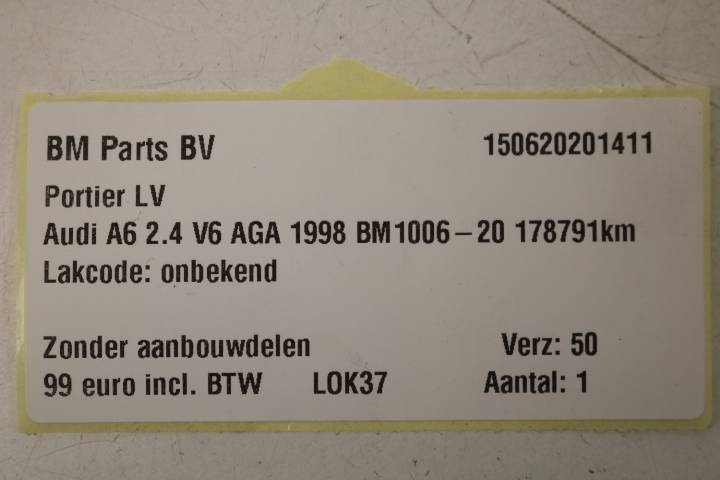 BM Parts BV 150620201411
Portier LV
Audi A6 2.4 V6 AGA 1998 BM1006-20 178791km
Lakcode: onbekend
Zonder aanbouwdelen Verz: 50
99 euro incl. BTW LOK37 Aantal: 1